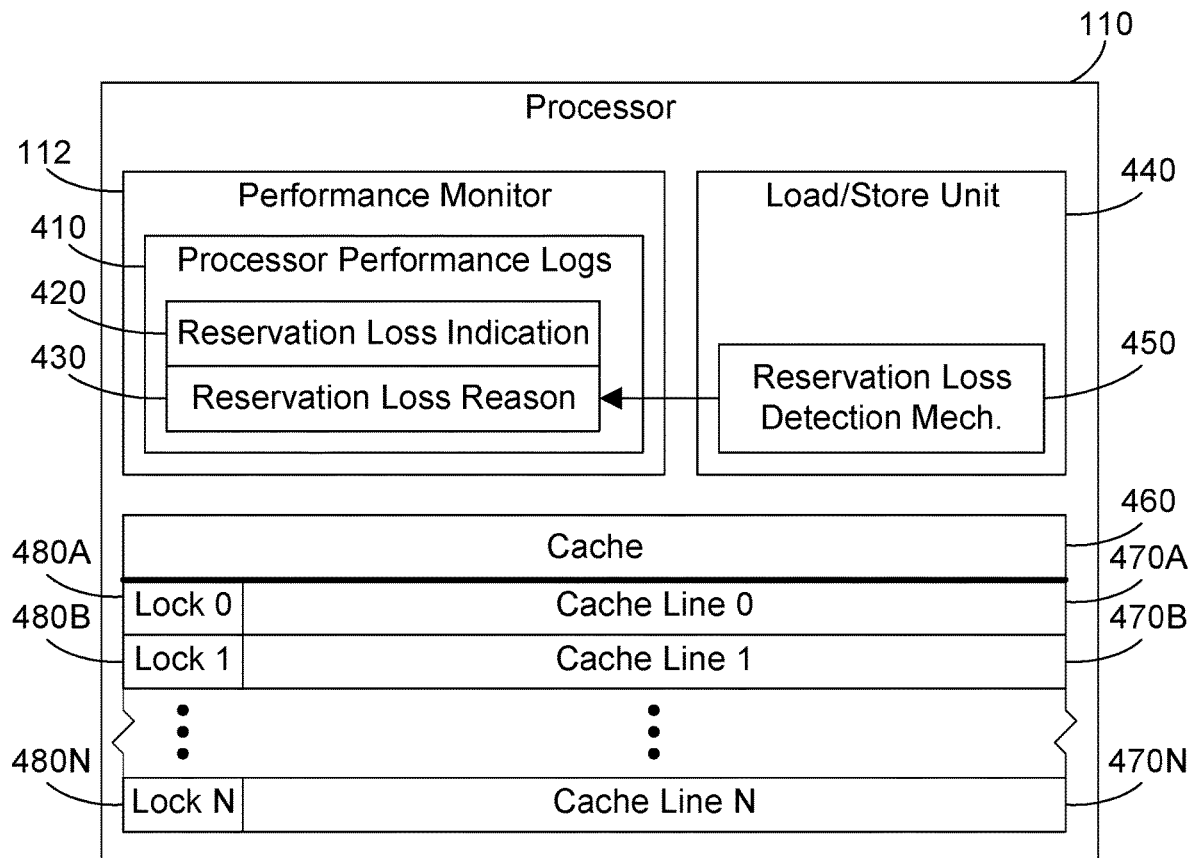 110
Processor
112
Performance Monitor
Load/Store Unit
440
410
Processor Performance Logs
420
Reservation Loss Indication
430
Reservation Loss Reason
Reservation Loss
Detection Mech.
450
460
Cache
480A
Lock 0
Cache Line 0
470A
480B
Lock 1
Cache Line 1
470B
480N
Lock N
Cache Line N
470N